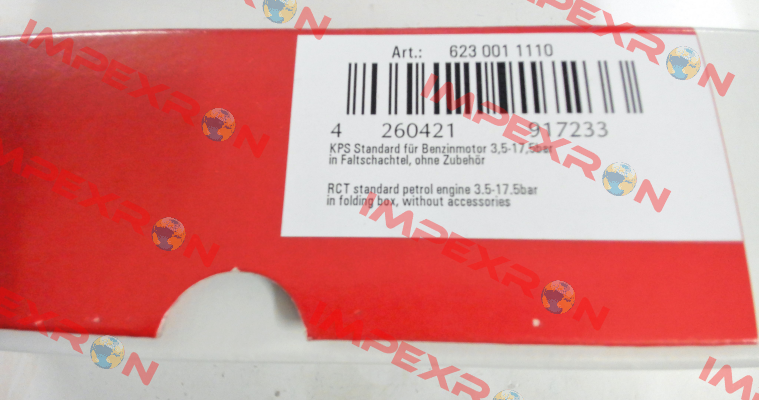 Art.: 623 001 1110
4 260421 917233
KPS Standard für Benzinmotor 3,5-17,5bar
in Faltschachtel, ohne Zubehör
RCT standard petrol engine 3.5-17.5bar
in folding box, without accessories
IMPEXRON
IMPEXRON
IMPEXRON
IMPEXRON
IMPEXRON